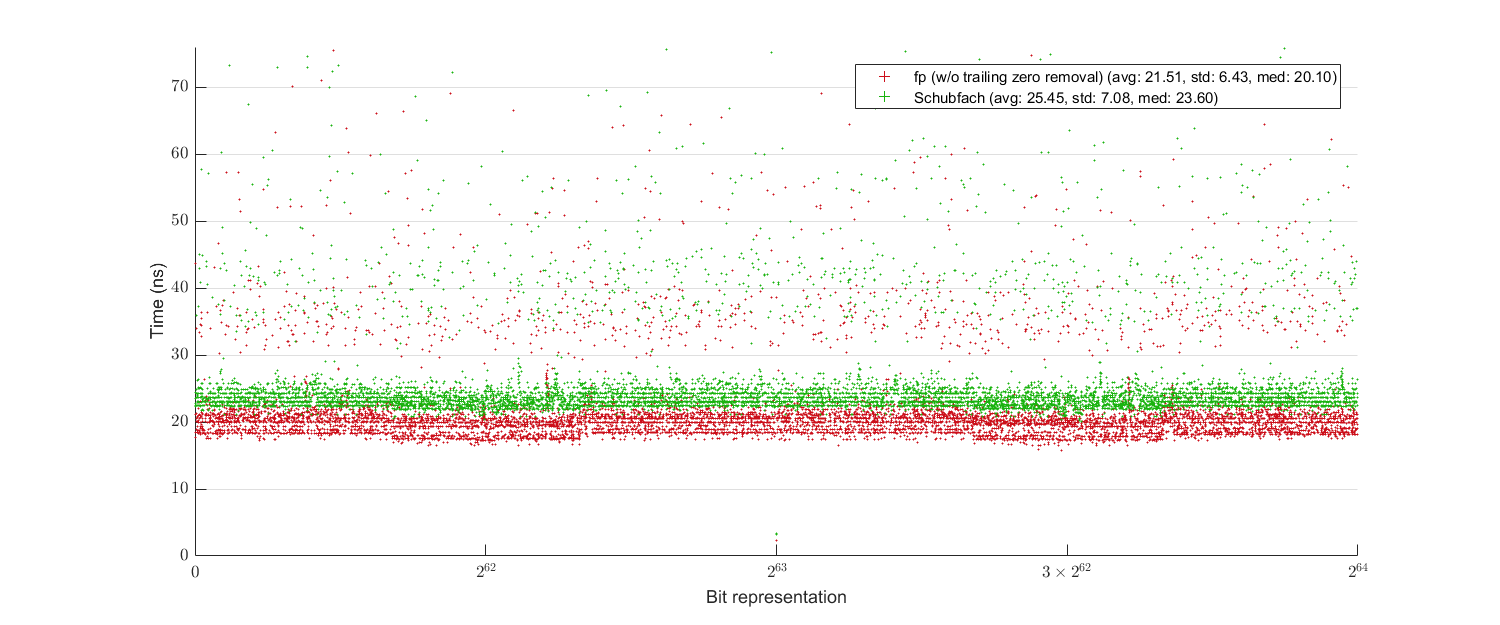 fp (w/o trailing zero removal) (avg: 21.51, std: 6.43, med: 20.10)
Schubfach (avg: 25.45, std: 7.08, med: 23.60)
70
60
50
40
30
20
10
0
Time (ns)
0 2^62 2^63 3 × 2^62 2^64
Bit representation